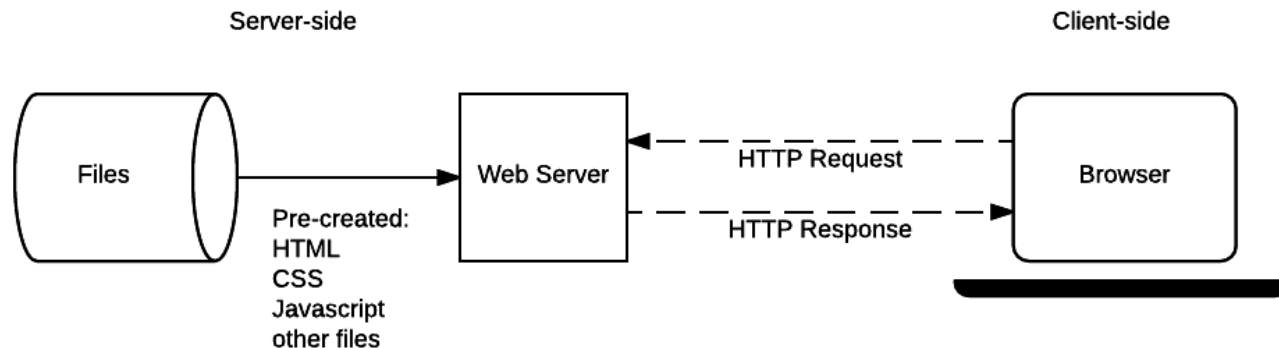 Server-side
Client-side
Files
Web Server
Browser
HTTP Request
HTTP Response
Pre-created:
HTML
CSS
Javascript
other files